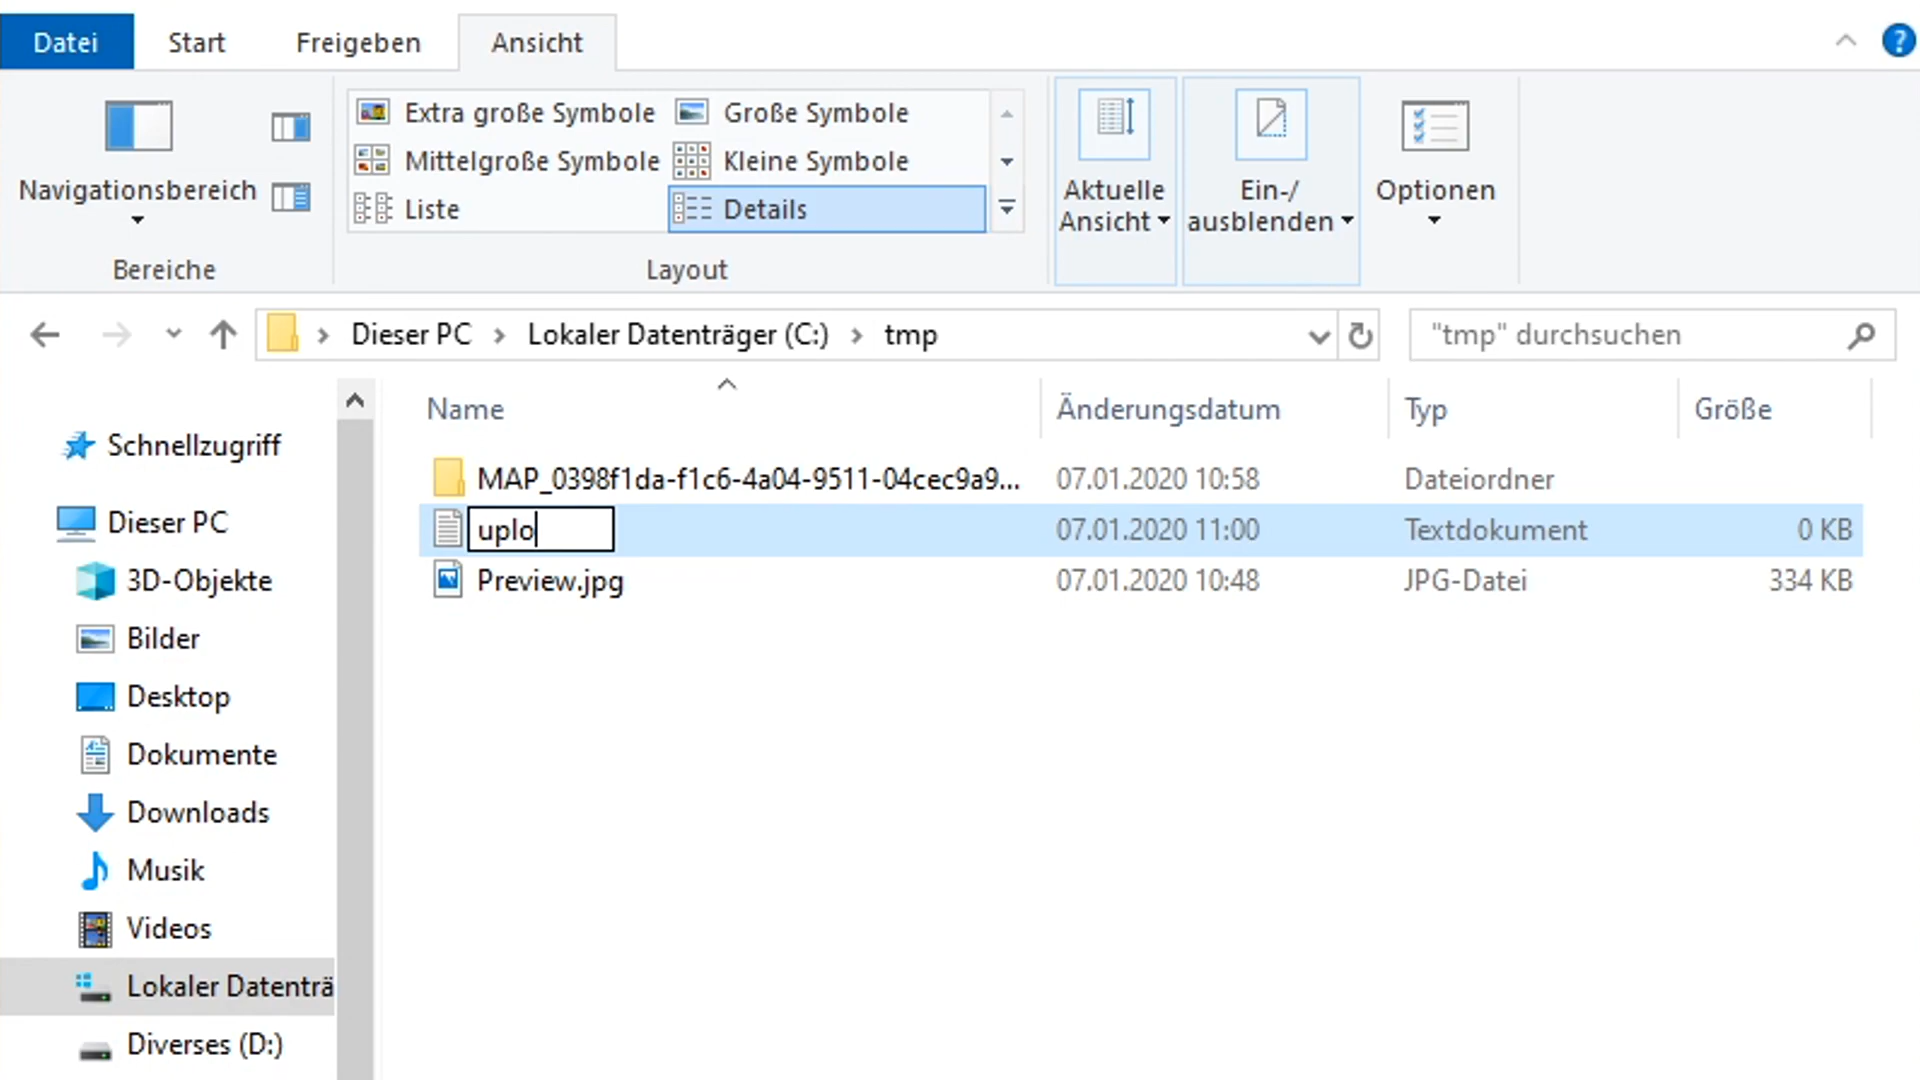 Datei Start Freigeben Ansicht ?
Extra große Symbole Große Symbole
Mittelgroße Symbole Kleine Symbole
Liste Details
Navigationsbereich
Aktuelle Ansicht
Ein-/ausblenden
Optionen
Bereiche Layout
Dieser PC Lokaler Datenträger (C:) tmp "tmp" durchsuchen
Name Änderungsdatum Typ Größe
MAP_0398f1da-f1c6-4a04-9511-04cec9a9... 07.01.2020 10:58 Dateiordner
uplo 07.01.2020 11:00 Textdokument 0 KB
Preview.jpg 07.01.2020 10:48 JPG-Datei 334 KB
Schnellzugriff
Dieser PC
3D-Objekte
Bilder
Desktop
Dokumente
Downloads
Musik
Videos
Lokaler Datenträ
Diverses (D:)